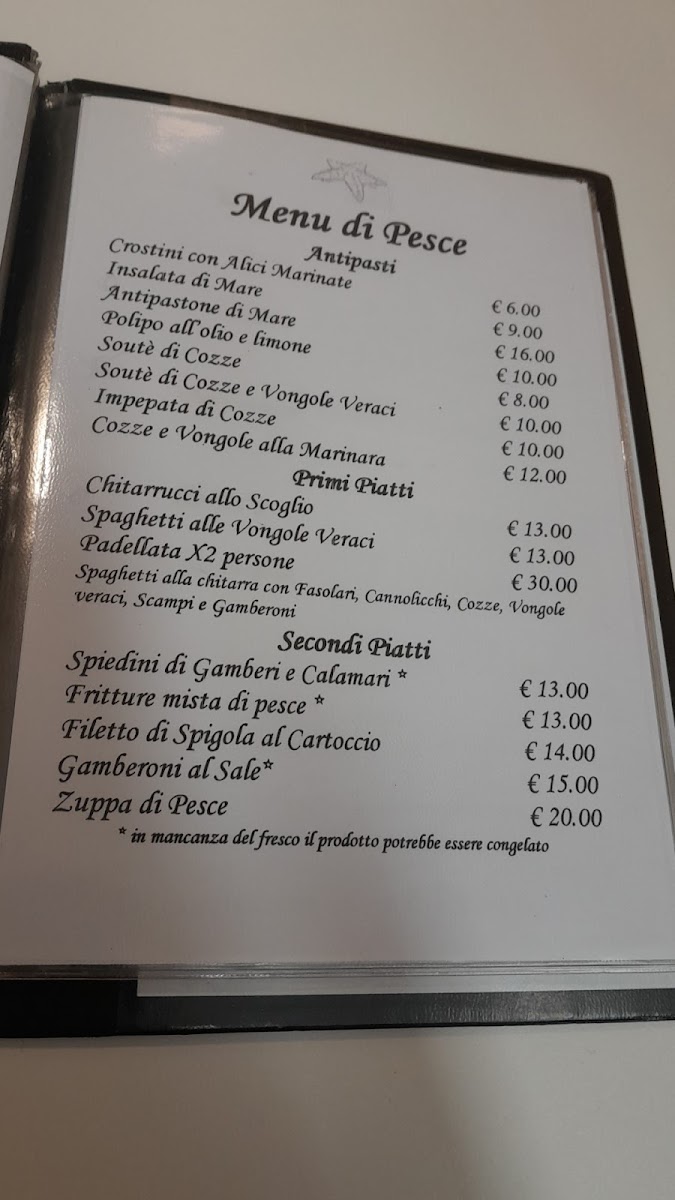 Menu di Pesce
Antipasti
Crostini con Alici Marinate € 6.00
Insalata di Mare € 9.00
Antipastone di Mare € 16.00
Polipo all'olio e limone € 10.00
Soutè di Cozze € 8.00
Soutè di Cozze e Vongole Veraci € 10.00
Impepata di Cozze € 10.00
Cozze e Vongole alla Marinara € 12.00
Primi Piatti
Chitarrucci allo Scoglio € 13.00
Spaghetti alle Vongole Veraci € 13.00
Padellata X2 persone € 30.00
Spaghetti alla chitarra con Fasolari, Cannolicchi, Cozze, Vongole
veraci, Scampi e Gamberoni
Secondi Piatti
Spiedini di Gamberi e Calamari * € 13.00
Fritture mista di pesce * € 13.00
Filetto di Spigola al Cartoccio € 14.00
Gamberoni al Sale* € 15.00
Zuppa di Pesce € 20.00
* in mancanza del fresco il prodotto potrebbe essere congelato